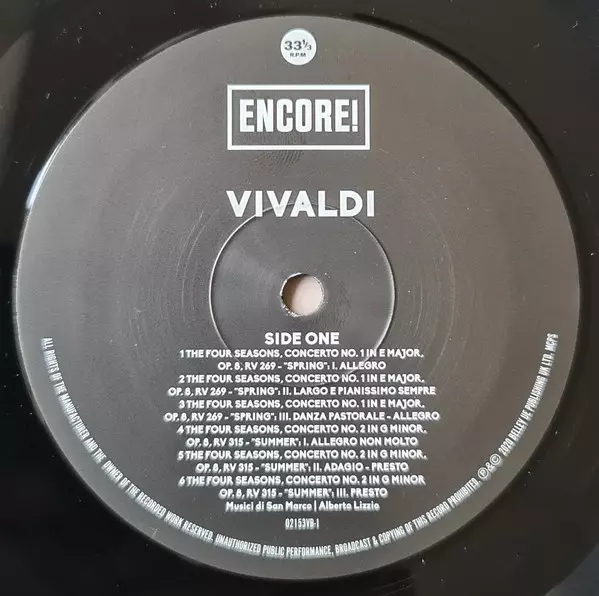 33⅓
R.P.M
ENCORE!
VIVALDI
SIDE ONE
1 THE FOUR SEASONS, CONCERTO NO. 1 IN E MAJOR,
OP. 8, RV 269 - "SPRING": I. ALLEGRO
2 THE FOUR SEASONS, CONCERTO NO. 1 IN E MAJOR,
OP. 8, RV 269 - "SPRING": II. LARGO E PIANISSIMO SEMPRE
3 THE FOUR SEASONS, CONCERTO NO. 1 IN E MAJOR,
OP. 8, RV 269 - "SPRING": III. DANZA PASTORALE - ALLEGRO
4 THE FOUR SEASONS, CONCERTO NO. 2 IN G MINOR,
OP. 8, RV 315 - "SUMMER": I. ALLEGRO NON MOLTO
5 THE FOUR SEASONS, CONCERTO NO. 2 IN G MINOR,
OP. 8, RV 315 - "SUMMER": II. ADAGIO - PRESTO
6 THE FOUR SEASONS, CONCERTO NO. 2 IN G MINOR
OP. 8, RV 315 - "SUMMER": III. PRESTO
Musici di San Marco | Alberto Lizzio
02153VB-1
ALL RIGHTS OF THE MANUFACTURER AND THE OWNER OF THE RECORDED WORK RESERVED. UNAUTHORIZED PUBLIC PERFORMANCE, BROADCAST & COPYING OF THIS RECORD PROHIBITED. ℗&© PUBLISHING UK LTD. MCPS